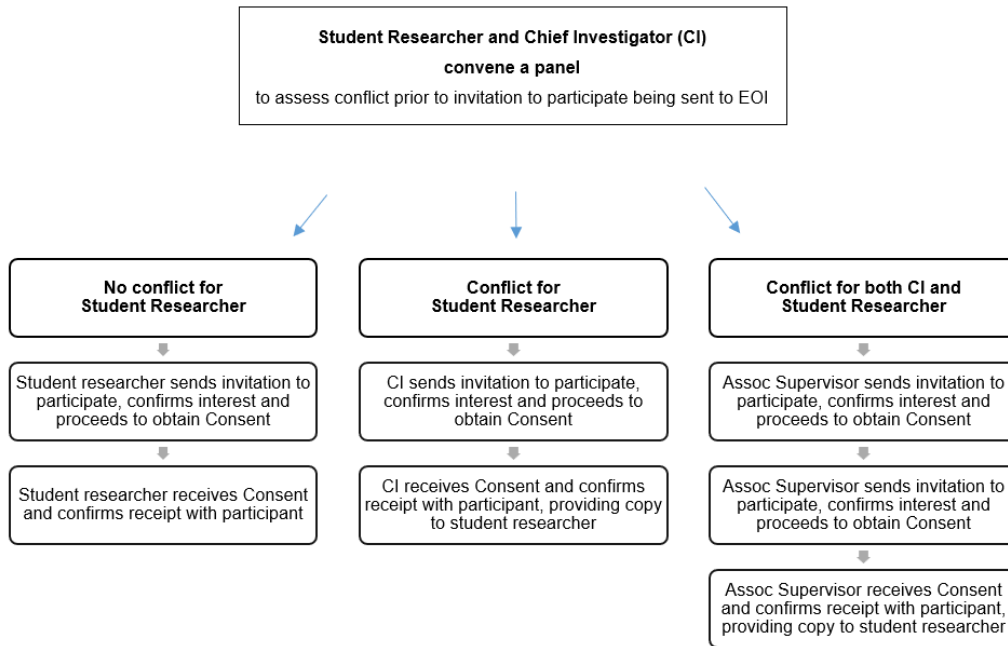 Student Researcher and Chief Investigator (CI)
convene a panel
to assess conflict prior to invitation to participate being sent to EOI
No conflict for
Student Researcher
Student researcher sends invitation to
participate, confirms interest and
proceeds to obtain Consent
Student researcher receives Consent
and confirms receipt with participant
Conflict for
Student Researcher
CI sends invitation to participate,
confirms interest and proceeds to
obtain Consent
CI receives Consent and confirms
receipt with participant, providing copy
to student researcher
Conflict for both CI and
Student Researcher
Assoc Supervisor sends invitation to
participate, confirms interest and
proceeds to obtain Consent
Assoc Supervisor sends invitation to
participate, confirms interest and
proceeds to obtain Consent
Assoc Supervisor receives Consent
and confirms receipt with participant,
providing copy to student researcher